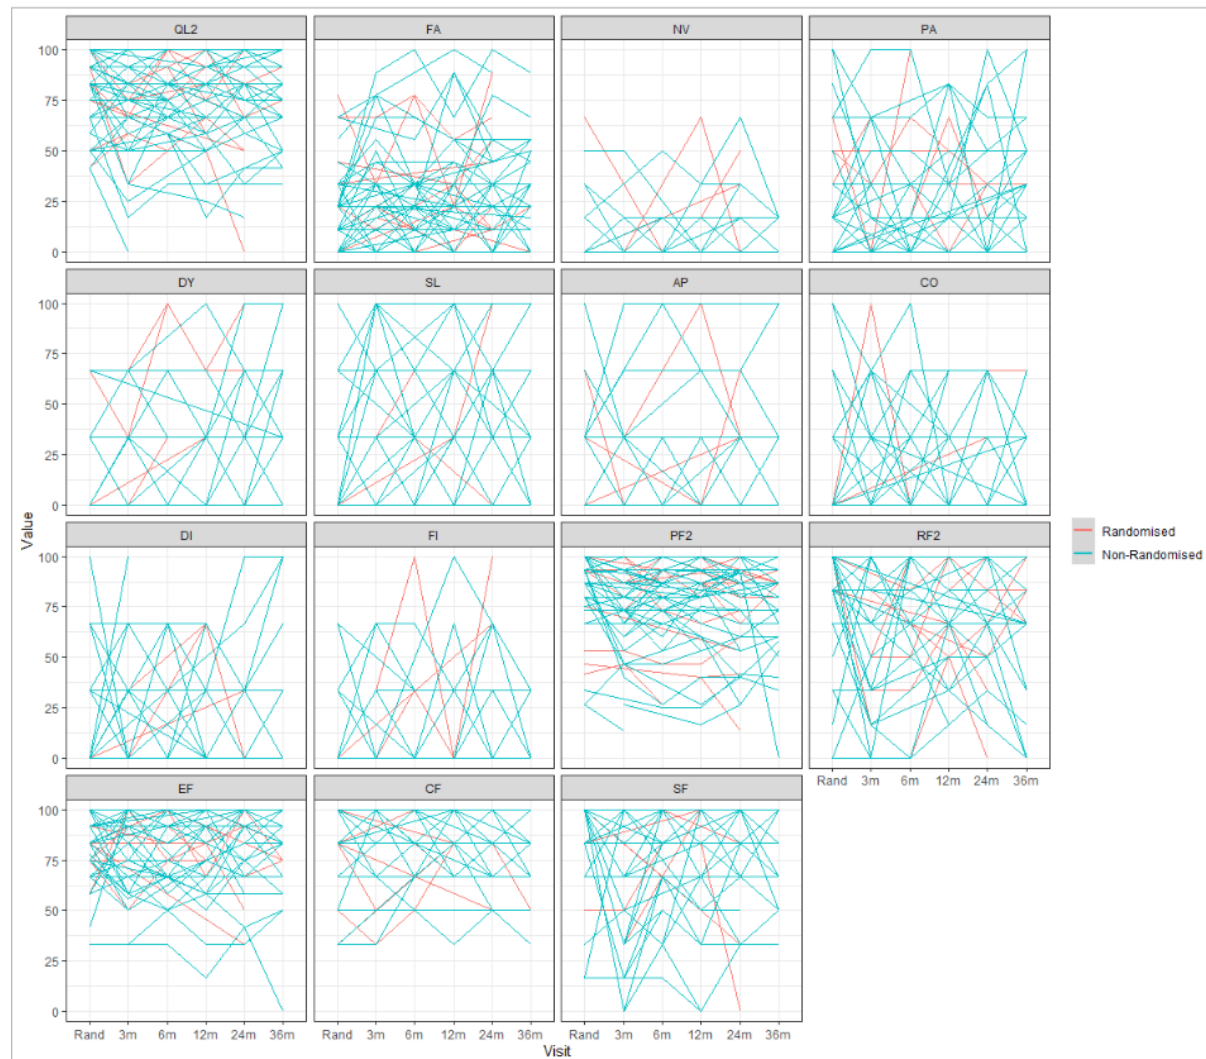 QL2 FA NV PA
100
75
50
25
0
DY SL AP CO
100
75
50
25
0
Value
DI FI PF2 RF2
100
75
50
25
0
Rand 3m 6m 12m 24m 36m
EF CF SF
100
75
50
25
0
Rand 3m 6m 12m 24m 36m Rand 3m 6m 12m 24m 36m Rand 3m 6m 12m 24m 36m
Visit
Randomised
Non-Randomised